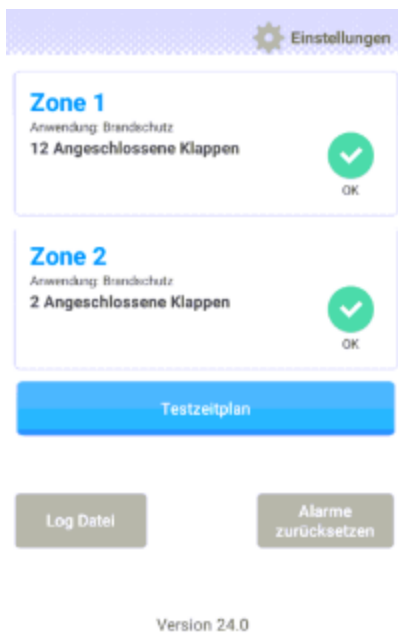 Einstellungen
Zone 1
Anwendung: Brandschutz
12 Angeschlossene Klappen
OK
Zone 2
Anwendung: Brandschutz
2 Angeschlossene Klappen
OK
Testzeitplan
Log Datei
Alarme
zurücksetzen
Version 24.0